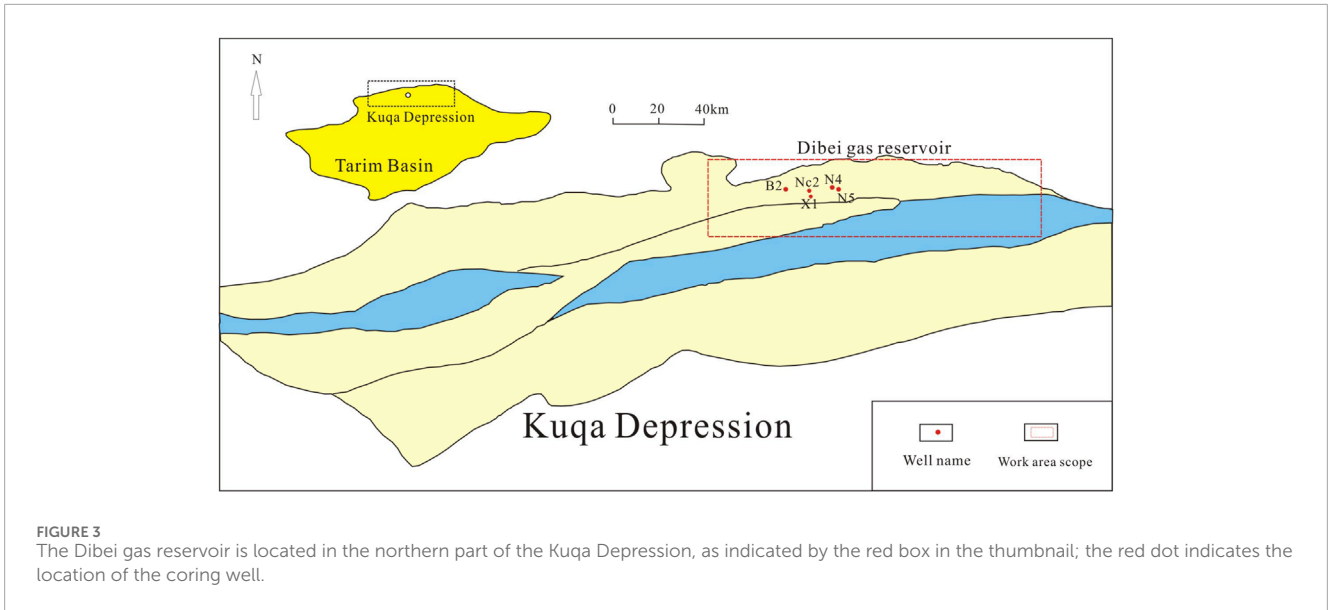 N
Kuqa Depression
Tarim Basin
0 20 40km
Dibei gas reservoir
B2 Nc2 N4
X1 N5
Kuqa Depression
Well name Work area scope
FIGURE 3
The Dibei gas reservoir is located in the northern part of the Kuqa Depression, as indicated by the red box in the thumbnail; the red dot indicates the
location of the coring well.